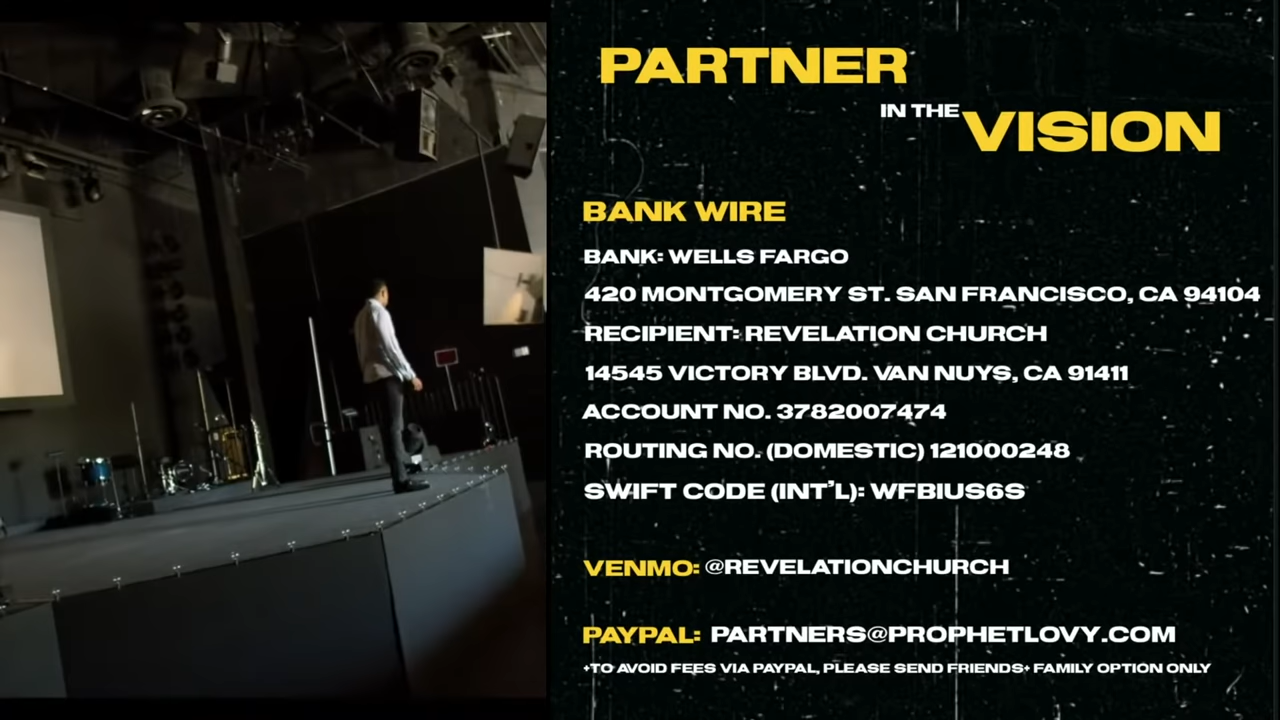 PARTNER
IN THE
VISION
BANK WIRE
BANK: WELLS FARGO
420 MONTGOMERY ST. SAN FRANCISCO, CA 94104
RECIPIENT: REVELATION CHURCH
14545 VICTORY BLVD. VAN NUYS, CA 91411
ACCOUNT NO. 3782007474
ROUTING NO. (DOMESTIC) 121000248
SWIFT CODE (INT'L): WFBIUS6S
VENMO: @REVELATIONCHURCH
PAYPAL: PARTNERS@PROPHETLOVY.COM
+TO AVOID FEES VIA PAYPAL, PLEASE SEND FRIENDS+ FAMILY OPTION ONLY